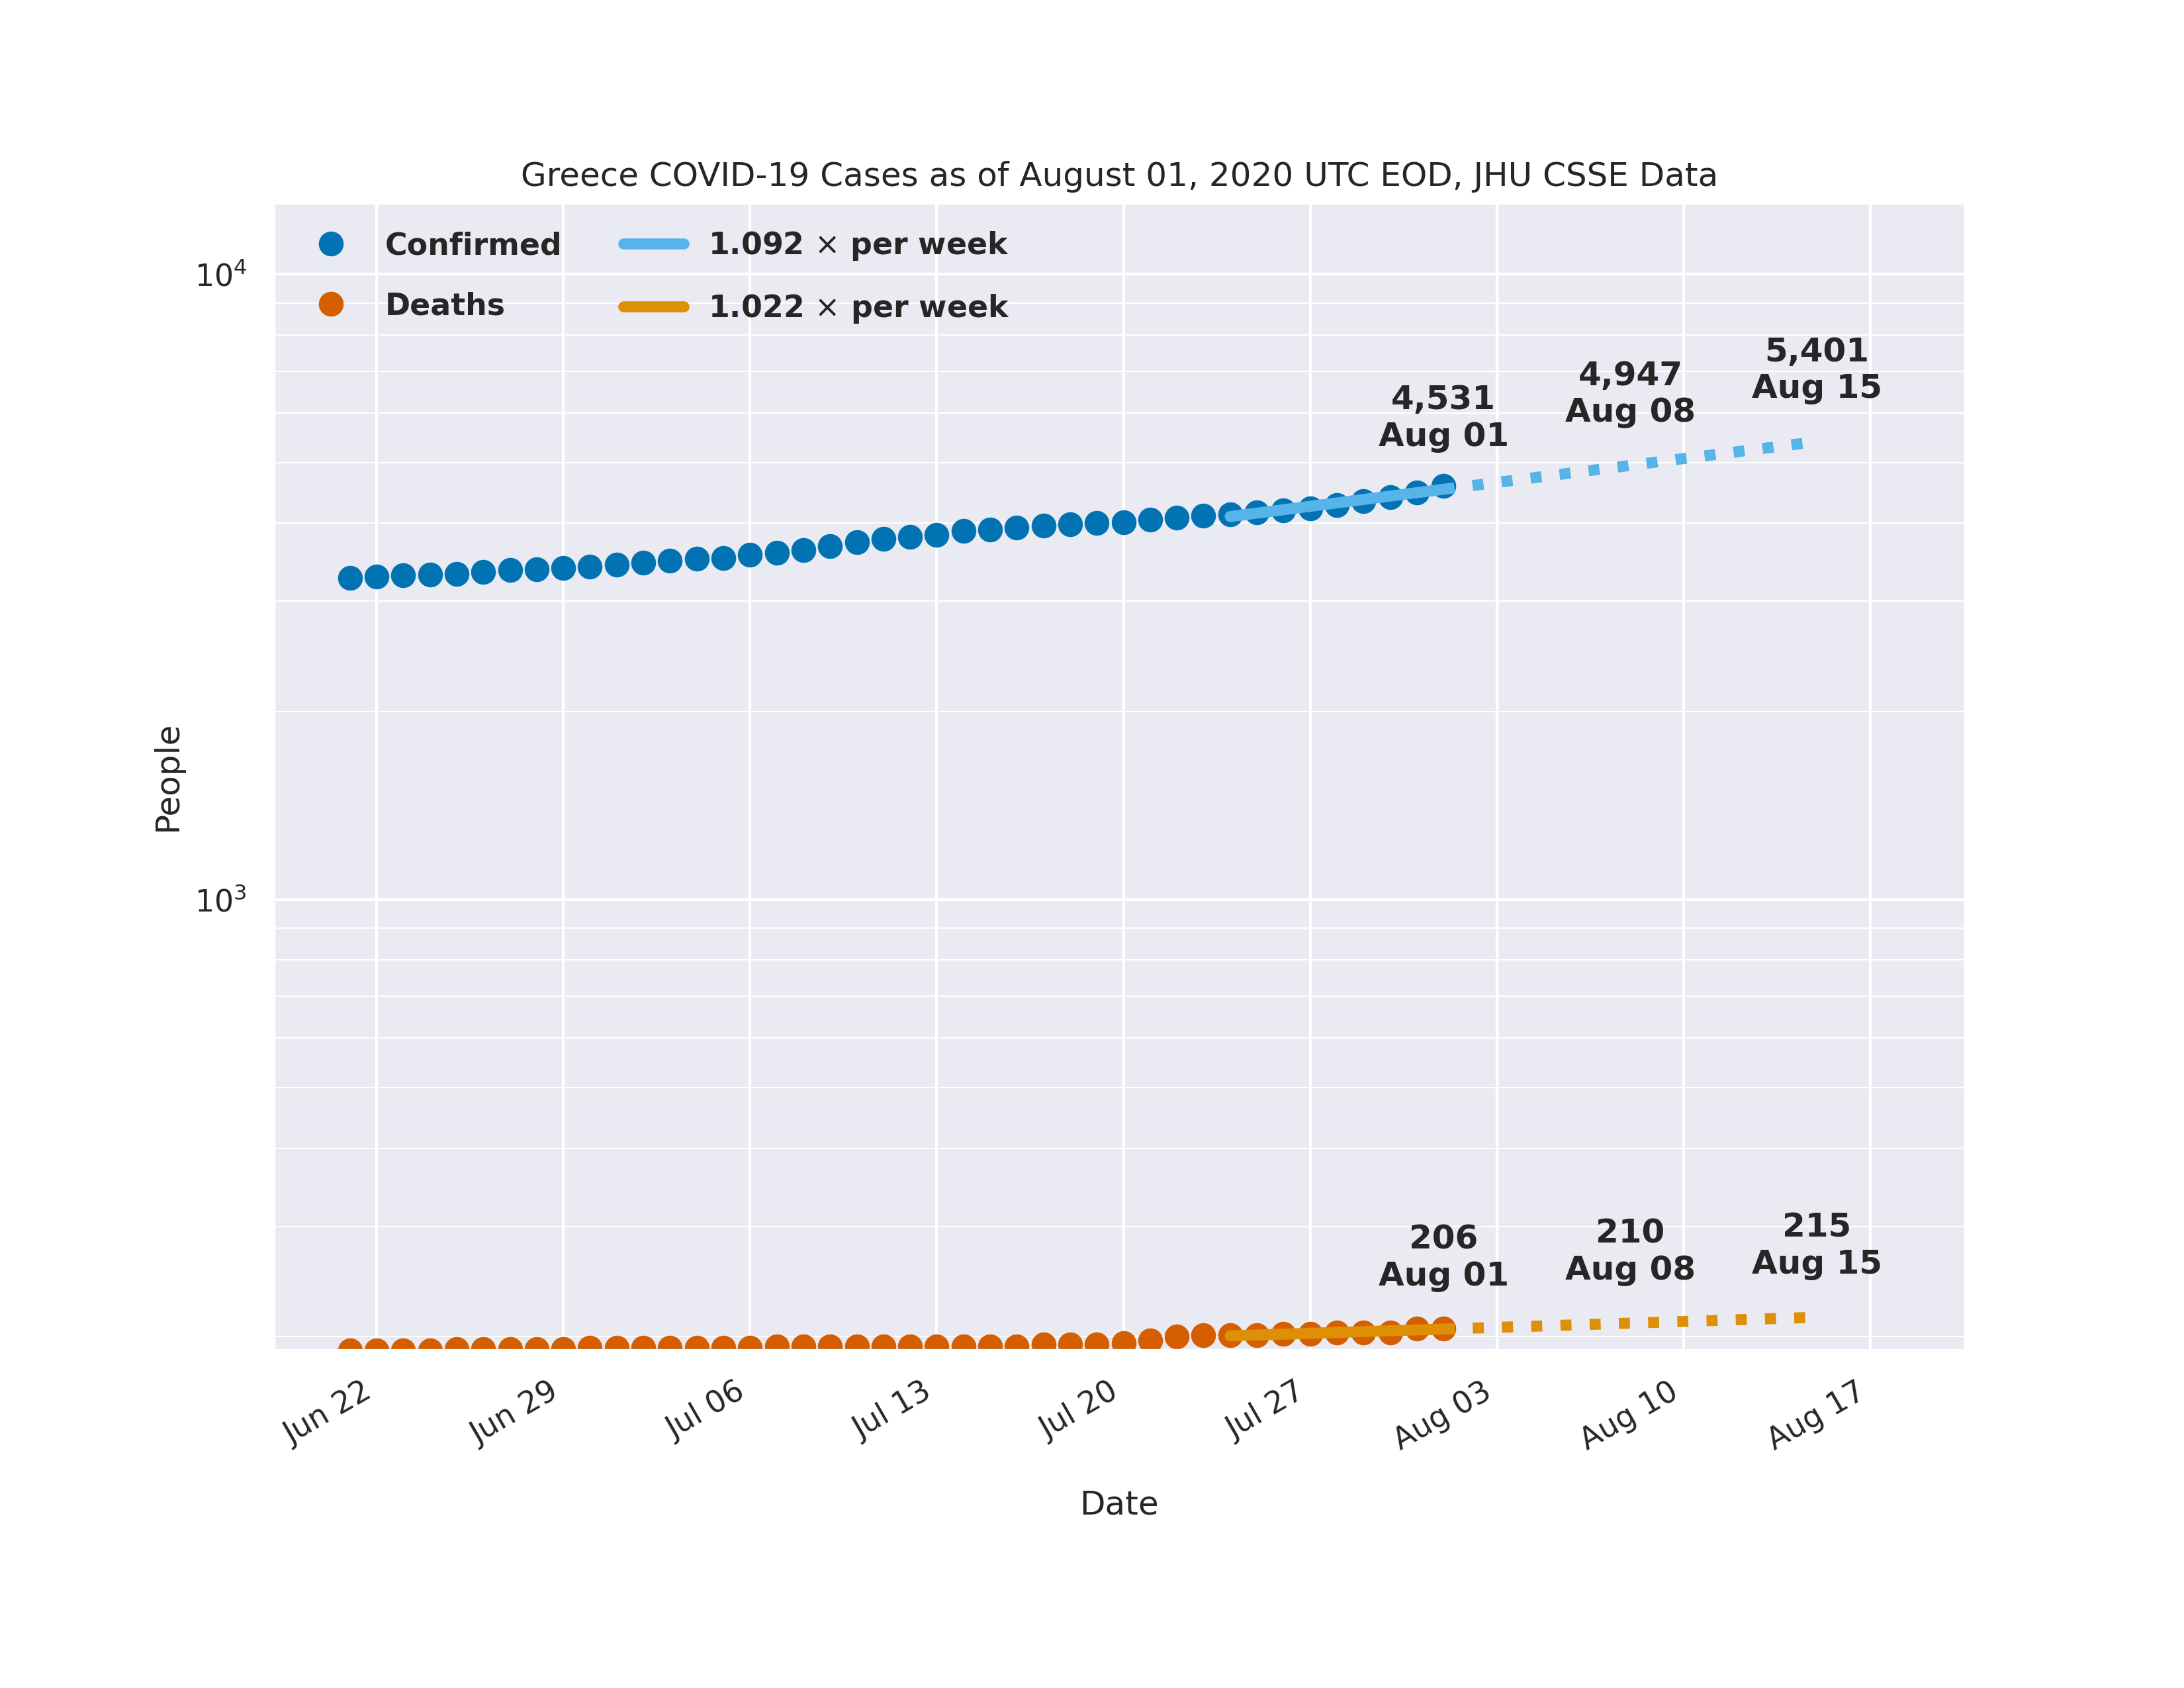 Greece COVID-19 Cases as of August 01, 2020 UTC EOD, JHU CSSE Data
Confirmed
Deaths
1.092 × per week
1.022 × per week
10⁴
10³
People
4,531
Aug 01
4,947
Aug 08
5,401
Aug 15
206
Aug 01
210
Aug 08
215
Aug 15
Jun 22
Jun 29
Jul 06
Jul 13
Jul 20
Jul 27
Aug 03
Aug 10
Aug 17
Date